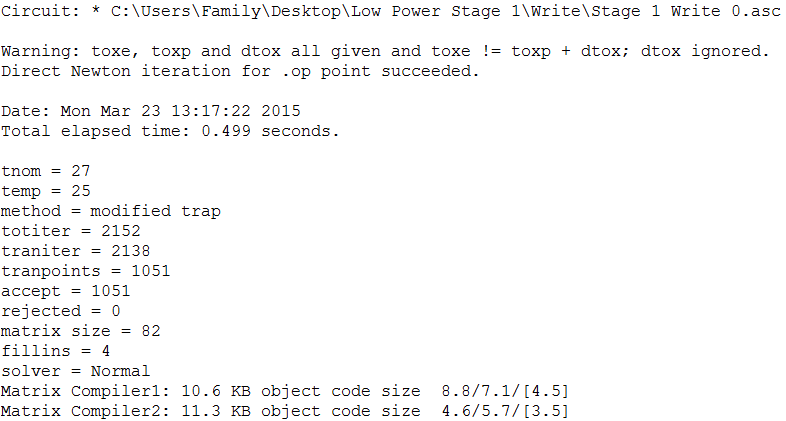 Circuit: * C:\Users\Family\Desktop\Low Power Stage 1\Write\Stage 1 Write 0.asc
Warning: toxe, toxp and dtox all given and toxe != toxp + dtox; dtox ignored.
Direct Newton iteration for .op point succeeded.
Date: Mon Mar 23 13:17:22 2015
Total elapsed time: 0.499 seconds.
tnom = 27
temp = 25
method = modified trap
totiter = 2152
traniter = 2138
tranpoints = 1051
accept = 1051
rejected = 0
matrix size = 82
fillins = 4
solver = Normal
Matrix Compiler1: 10.6 KB object code size  8.8/7.1/[4.5]
Matrix Compiler2: 11.3 KB object code size  4.6/5.7/[3.5]